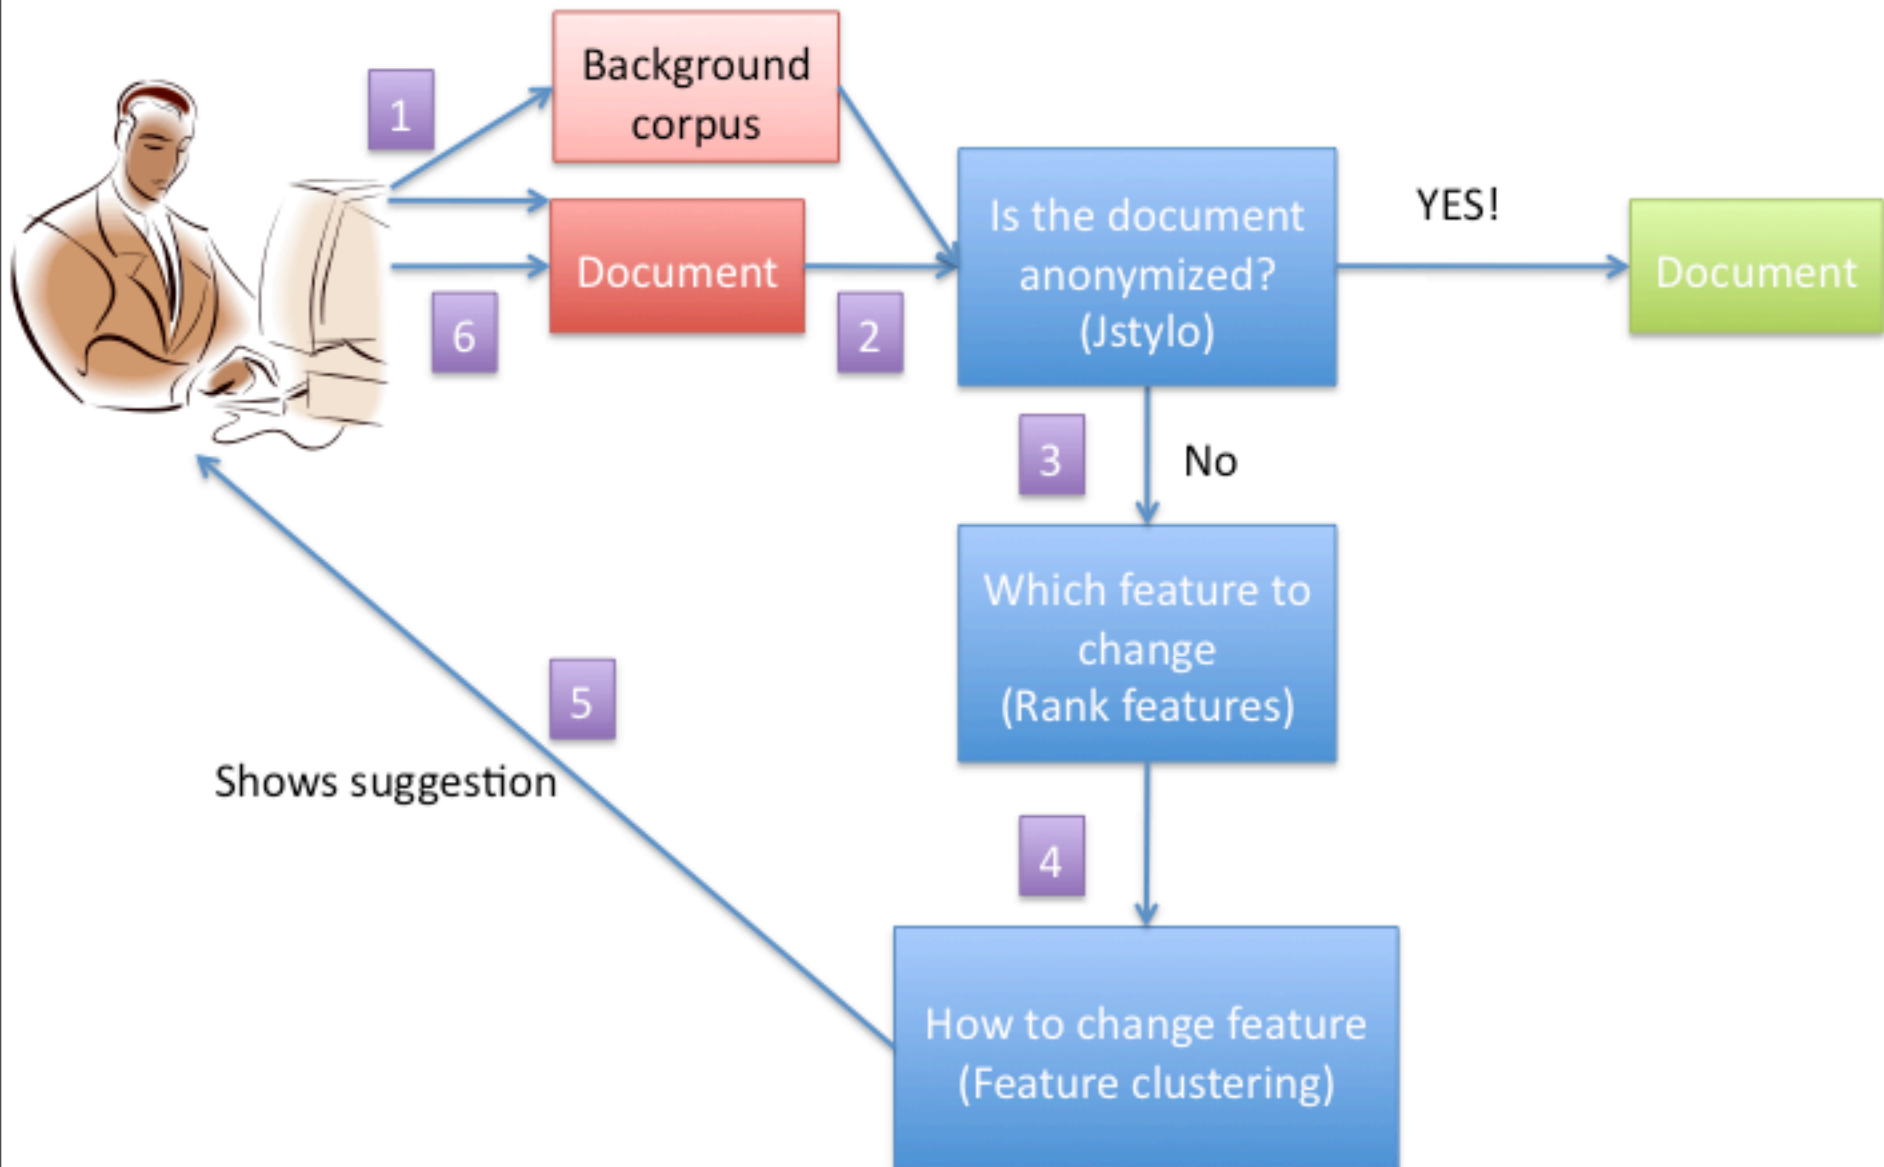 1
Background
corpus
Document
6
2
Is the document
anonymized?
(Jstylo)
YES!
Document
3
No
Which feature to
change
(Rank features)
5
Shows suggestion
4
How to change feature
(Feature clustering)